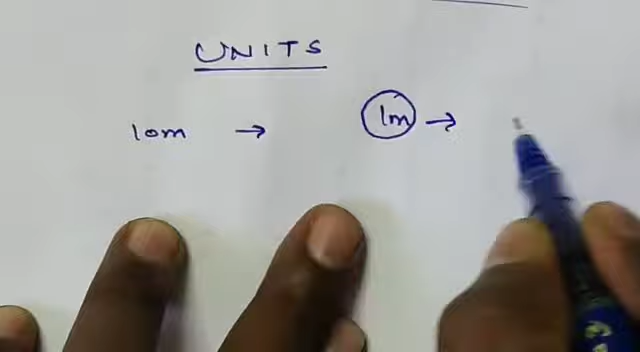 UNITS
10m → 1m →